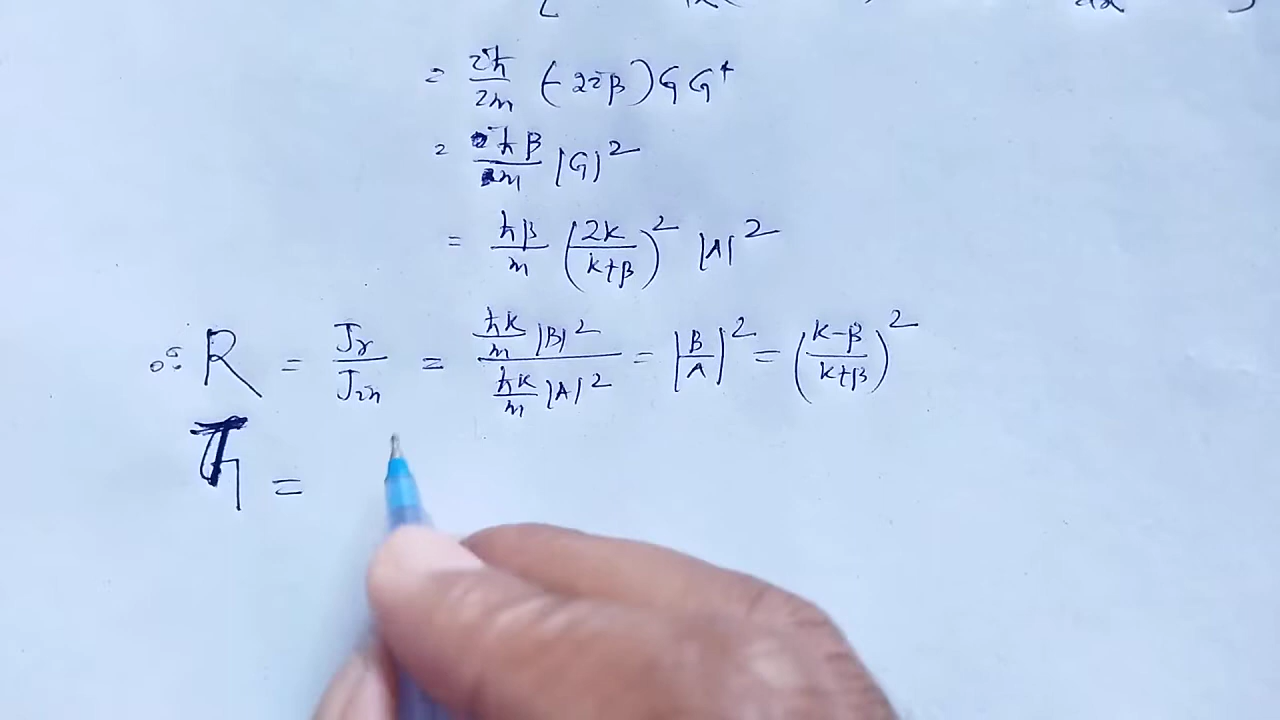 = iħ/2m (-2iβ) G G*
= ħβ/m |G|²
= ħβ/m (2k/k+β)² |A|²
∴ R = Jr/Jin = ħk/m |B|² / ħk/m |A|² = |B/A|² = (k-β/k+β)²
T =